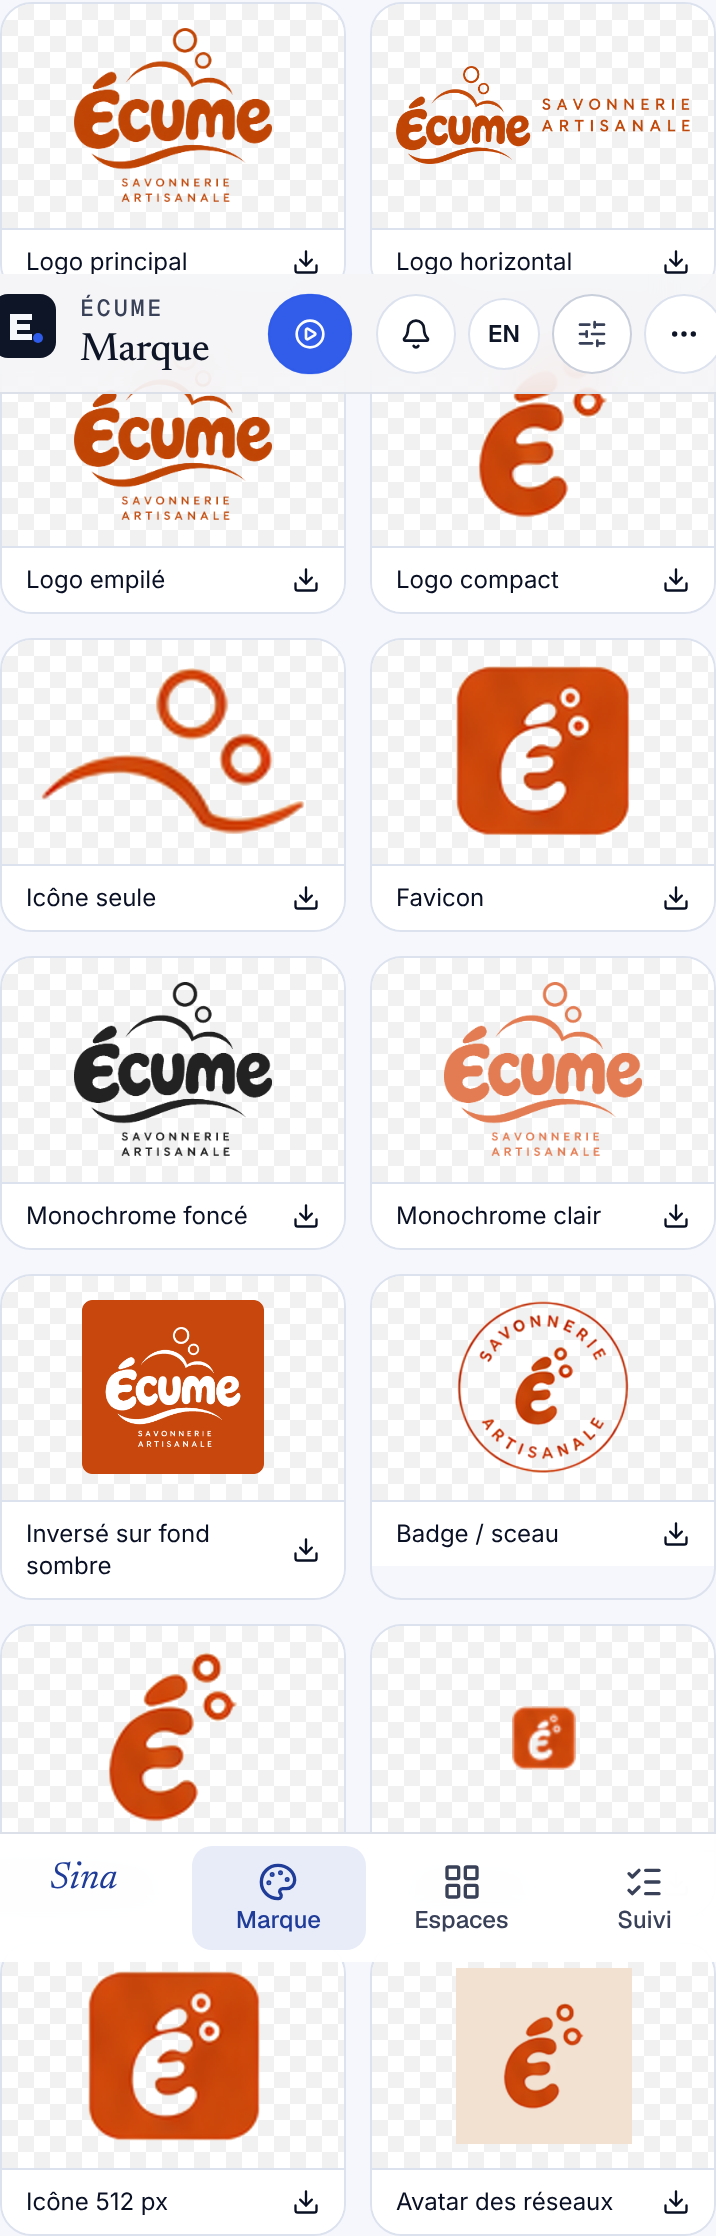 Écume
SAVONNERIE
ARTISANALE
Écume
SAVONNERIE
ARTISANALE
Logo principal
Logo horizontal
E.
ÉCUME
Marque
EN
Écume
SAVONNERIE
ARTISANALE
É
Logo empilé
Logo compact
É
Icône seule
Favicon
Écume
SAVONNERIE
ARTISANALE
Écume
SAVONNERIE
ARTISANALE
Monochrome foncé
Monochrome clair
Écume
SAVONNERIE
ARTISANALE
SAVONNERIE
É
ARTISANALE
Inversé sur fond
sombre
Badge / sceau
É
É
Sina
Marque
Espaces
Suivi
É
É
Icône 512 px
Avatar des réseaux